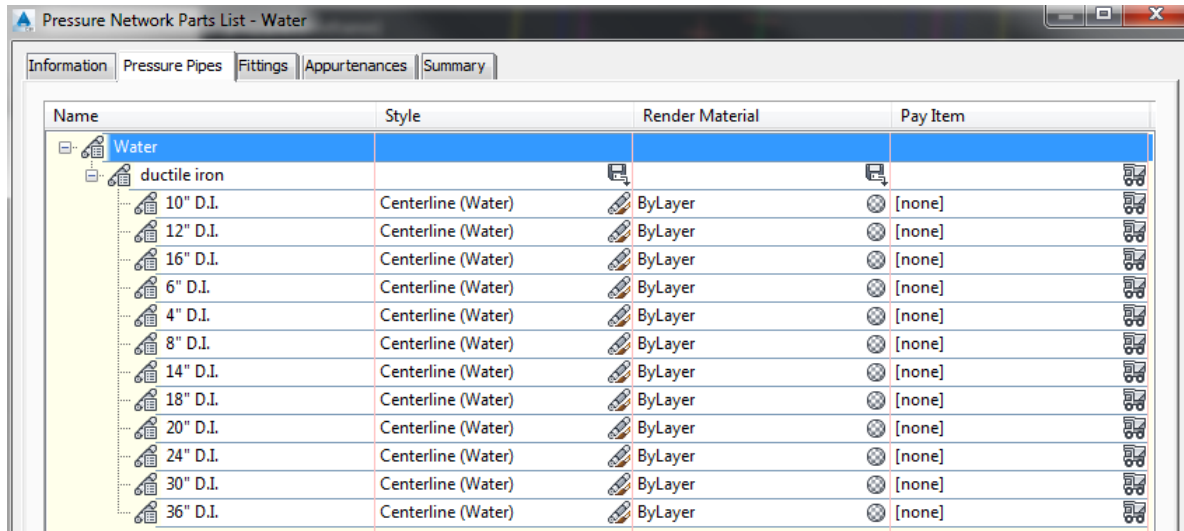 Pressure Network Parts List - Water
Information Pressure Pipes Fittings Appurtenances Summary
Name Style Render Material Pay Item
Water
ductile iron
10" D.I. Centerline (Water) ByLayer [none]
12" D.I. Centerline (Water) ByLayer [none]
16" D.I. Centerline (Water) ByLayer [none]
6" D.I. Centerline (Water) ByLayer [none]
4" D.I. Centerline (Water) ByLayer [none]
8" D.I. Centerline (Water) ByLayer [none]
14" D.I. Centerline (Water) ByLayer [none]
18" D.I. Centerline (Water) ByLayer [none]
20" D.I. Centerline (Water) ByLayer [none]
24" D.I. Centerline (Water) ByLayer [none]
30" D.I. Centerline (Water) ByLayer [none]
36" D.I. Centerline (Water) ByLayer [none]